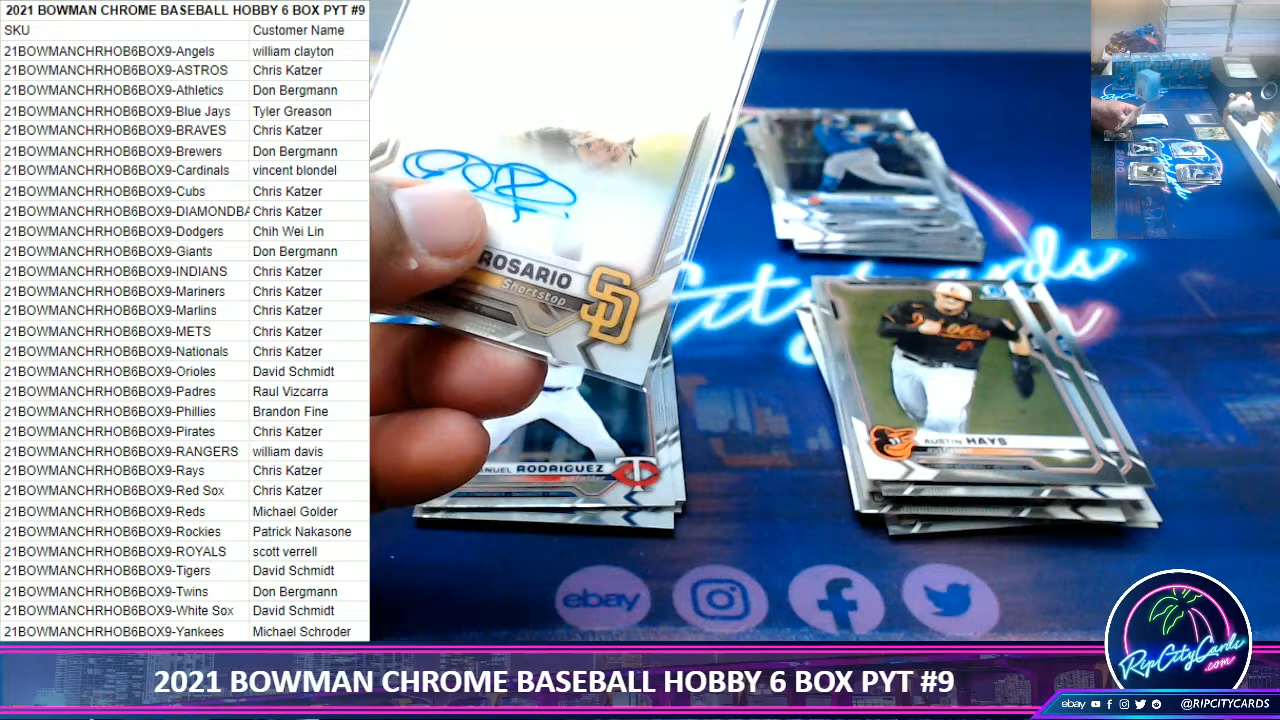 2021 BOWMAN CHROME BASEBALL HOBBY 6 BOX PYT #9
SKU Customer Name
21BOWMANCHRHOB6BOX9-Angels william clayton
21BOWMANCHRHOB6BOX9-ASTROS Chris Katzer
21BOWMANCHRHOB6BOX9-Athletics Don Bergmann
21BOWMANCHRHOB6BOX9-Blue Jays Tyler Greason
21BOWMANCHRHOB6BOX9-BRAVES Chris Katzer
21BOWMANCHRHOB6BOX9-Brewers Don Bergmann
21BOWMANCHRHOB6BOX9-Cardinals vincent blondel
21BOWMANCHRHOB6BOX9-Cubs Chris Katzer
21BOWMANCHRHOB6BOX9-DIAMONDBA Chris Katzer
21BOWMANCHRHOB6BOX9-Dodgers Chih Wei Lin
21BOWMANCHRHOB6BOX9-Giants Don Bergmann
21BOWMANCHRHOB6BOX9-INDIANS Chris Katzer
21BOWMANCHRHOB6BOX9-Mariners Chris Katzer
21BOWMANCHRHOB6BOX9-Marlins Chris Katzer
21BOWMANCHRHOB6BOX9-METS Chris Katzer
21BOWMANCHRHOB6BOX9-Nationals Chris Katzer
21BOWMANCHRHOB6BOX9-Orioles David Schmidt
21BOWMANCHRHOB6BOX9-Padres Raul Vizcarra
21BOWMANCHRHOB6BOX9-Phillies Brandon Fine
21BOWMANCHRHOB6BOX9-Pirates Chris Katzer
21BOWMANCHRHOB6BOX9-RANGERS william davis
21BOWMANCHRHOB6BOX9-Rays Chris Katzer
21BOWMANCHRHOB6BOX9-Red Sox Chris Katzer
21BOWMANCHRHOB6BOX9-Reds Michael Golder
21BOWMANCHRHOB6BOX9-Rockies Patrick Nakasone
21BOWMANCHRHOB6BOX9-ROYALS scott verrell
21BOWMANCHRHOB6BOX9-Tigers David Schmidt
21BOWMANCHRHOB6BOX9-Twins Don Bergmann
21BOWMANCHRHOB6BOX9-White Sox David Schmidt
21BOWMANCHRHOB6BOX9-Yankees Michael Schroder
ROSARIO
Shortstop
SD
NUEL RODRIGUEZ
AUSTIN HAYS
ebay
RipCityCards
.com
2021 BOWMAN CHROME BASEBALL HOBBY 6 BOX PYT #9
ebay @RIPCITYCARDS